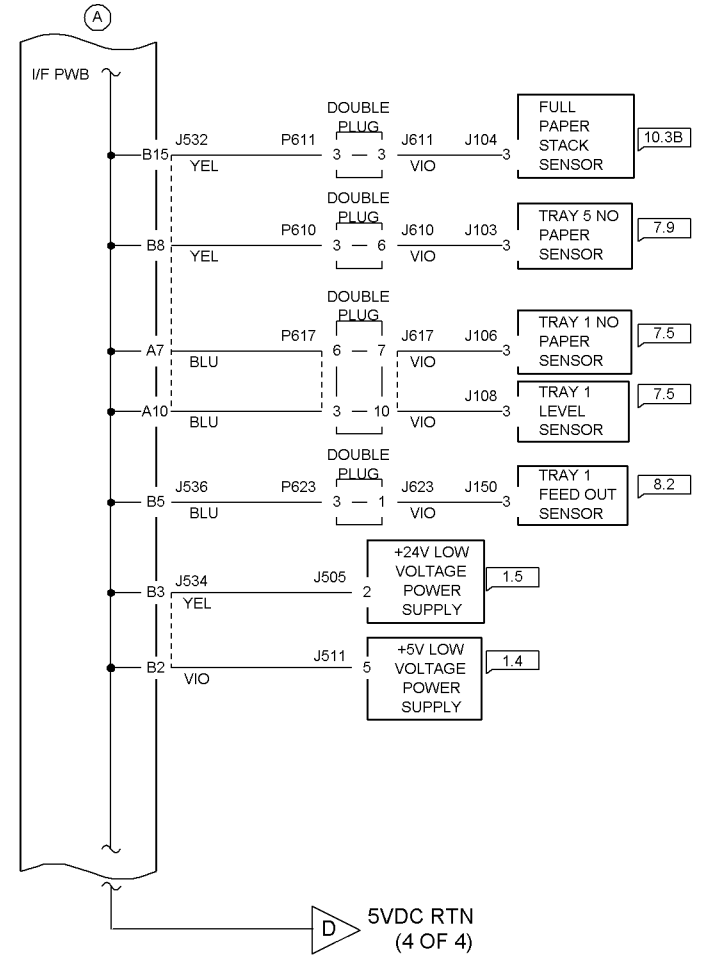 A
I/F PWB
DOUBLE
PLUG
FULL
PAPER
STACK
SENSOR
10.3B
B15
J532
YEL
P611
3 — 3
J611
VIO
J104
3
DOUBLE
PLUG
TRAY 5 NO
PAPER
SENSOR
7.9
B8
YEL
P610
3 — 6
J610
VIO
J103
3
DOUBLE
PLUG
TRAY 1 NO
PAPER
SENSOR
7.5
A7
BLU
P617
6 — 7
J617
VIO
J106
3
TRAY 1
LEVEL
SENSOR
7.5
A10
BLU
3 — 10
VIO
J108
3
DOUBLE
PLUG
TRAY 1
FEED OUT
SENSOR
8.2
B5
J536
BLU
P623
3 — 1
J623
VIO
J150
3
+24V LOW
VOLTAGE
POWER
SUPPLY
1.5
B3
J534
YEL
J505
2
+5V LOW
VOLTAGE
POWER
SUPPLY
1.4
B2
VIO
J511
5
D
5VDC RTN
(4 OF 4)